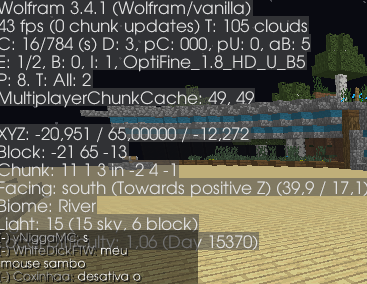 Wolfram 3.4.1 (Wolfram/vanilla)
43 fps (0 chunk updates) T: 105 clouds
C: 16/784 (s) D: 3, pC: 000, pU: 0, aB: 5
E: 1/2, B: 0, I: 1, OptiFine_1.8_HD_U_B5
P: 8. T: All: 2
MultiplayerChunkCache: 49, 49
XYZ: -20,951 / 65,00000 / -12,272
Block: -21 65 -13
Chunk: 11 1 3 in -2 4 -1
Facing: south (Towards positive Z) (39,9 / 17,1)
Biome: River
Light: 15 (15 sky, 6 block)
1,06 (Day 15370)
(-) yNiggaMC: s
(-) WhiteDickFTW: meu
mouse sambo
(-) Coxinhaa: desativa o